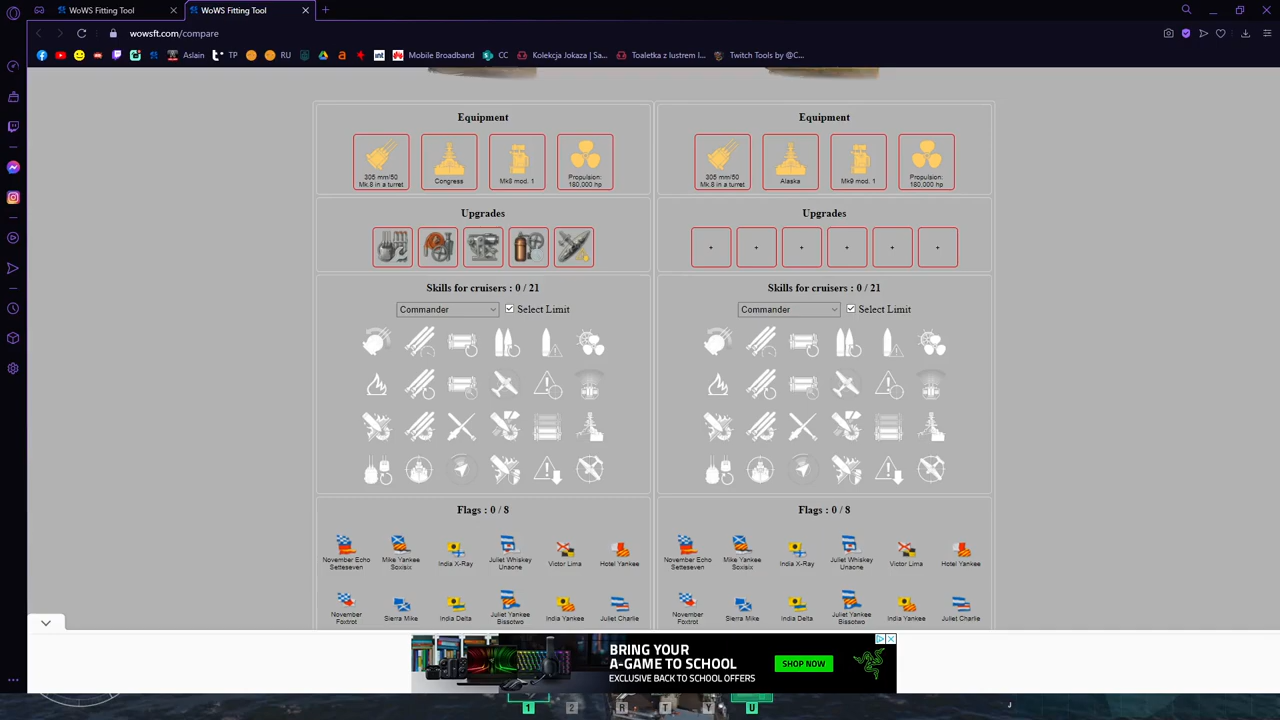 WoWS Fitting Tool
WoWS Fitting Tool
wowsft.com/compare
Aslain
TP
RU
int
Mobile Broadband
CC
Kolekcja Jokaza | Sa...
Toaletka z lustrem I...
Twitch Tools by @C...
Equipment
305 mm/50
Mk.8 in a turret
Congress
Mk8 mod. 1
Propulsion:
180,000 hp
Upgrades
Skills for cruisers : 0 / 21
Commander
Select Limit
Flags : 0 / 8
November Echo
Setteseven
Mike Yankee
Soxisix
India X-Ray
Juliet Whiskey
Unaone
Victor Lima
Hotel Yankee
November
Foxtrot
Sierra Mike
India Delta
Juliet Yankee
Bissotwo
India Yankee
Juliet Charlie
Equipment
305 mm/50
Mk.8 in a turret
Alaska
Mk9 mod. 1
Propulsion:
180,000 hp
Upgrades
+ + + + + +
Skills for cruisers : 0 / 21
Commander
Select Limit
Flags : 0 / 8
November Echo
Setteseven
Mike Yankee
Soxisix
India X-Ray
Juliet Whiskey
Unaone
Victor Lima
Hotel Yankee
November
Foxtrot
Sierra Mike
India Delta
Juliet Yankee
Bissotwo
India Yankee
Juliet Charlie
BRING YOUR
A-GAME TO SCHOOL
EXCLUSIVE BACK TO SCHOOL OFFERS
SHOP NOW
1 2 R T Y U
J